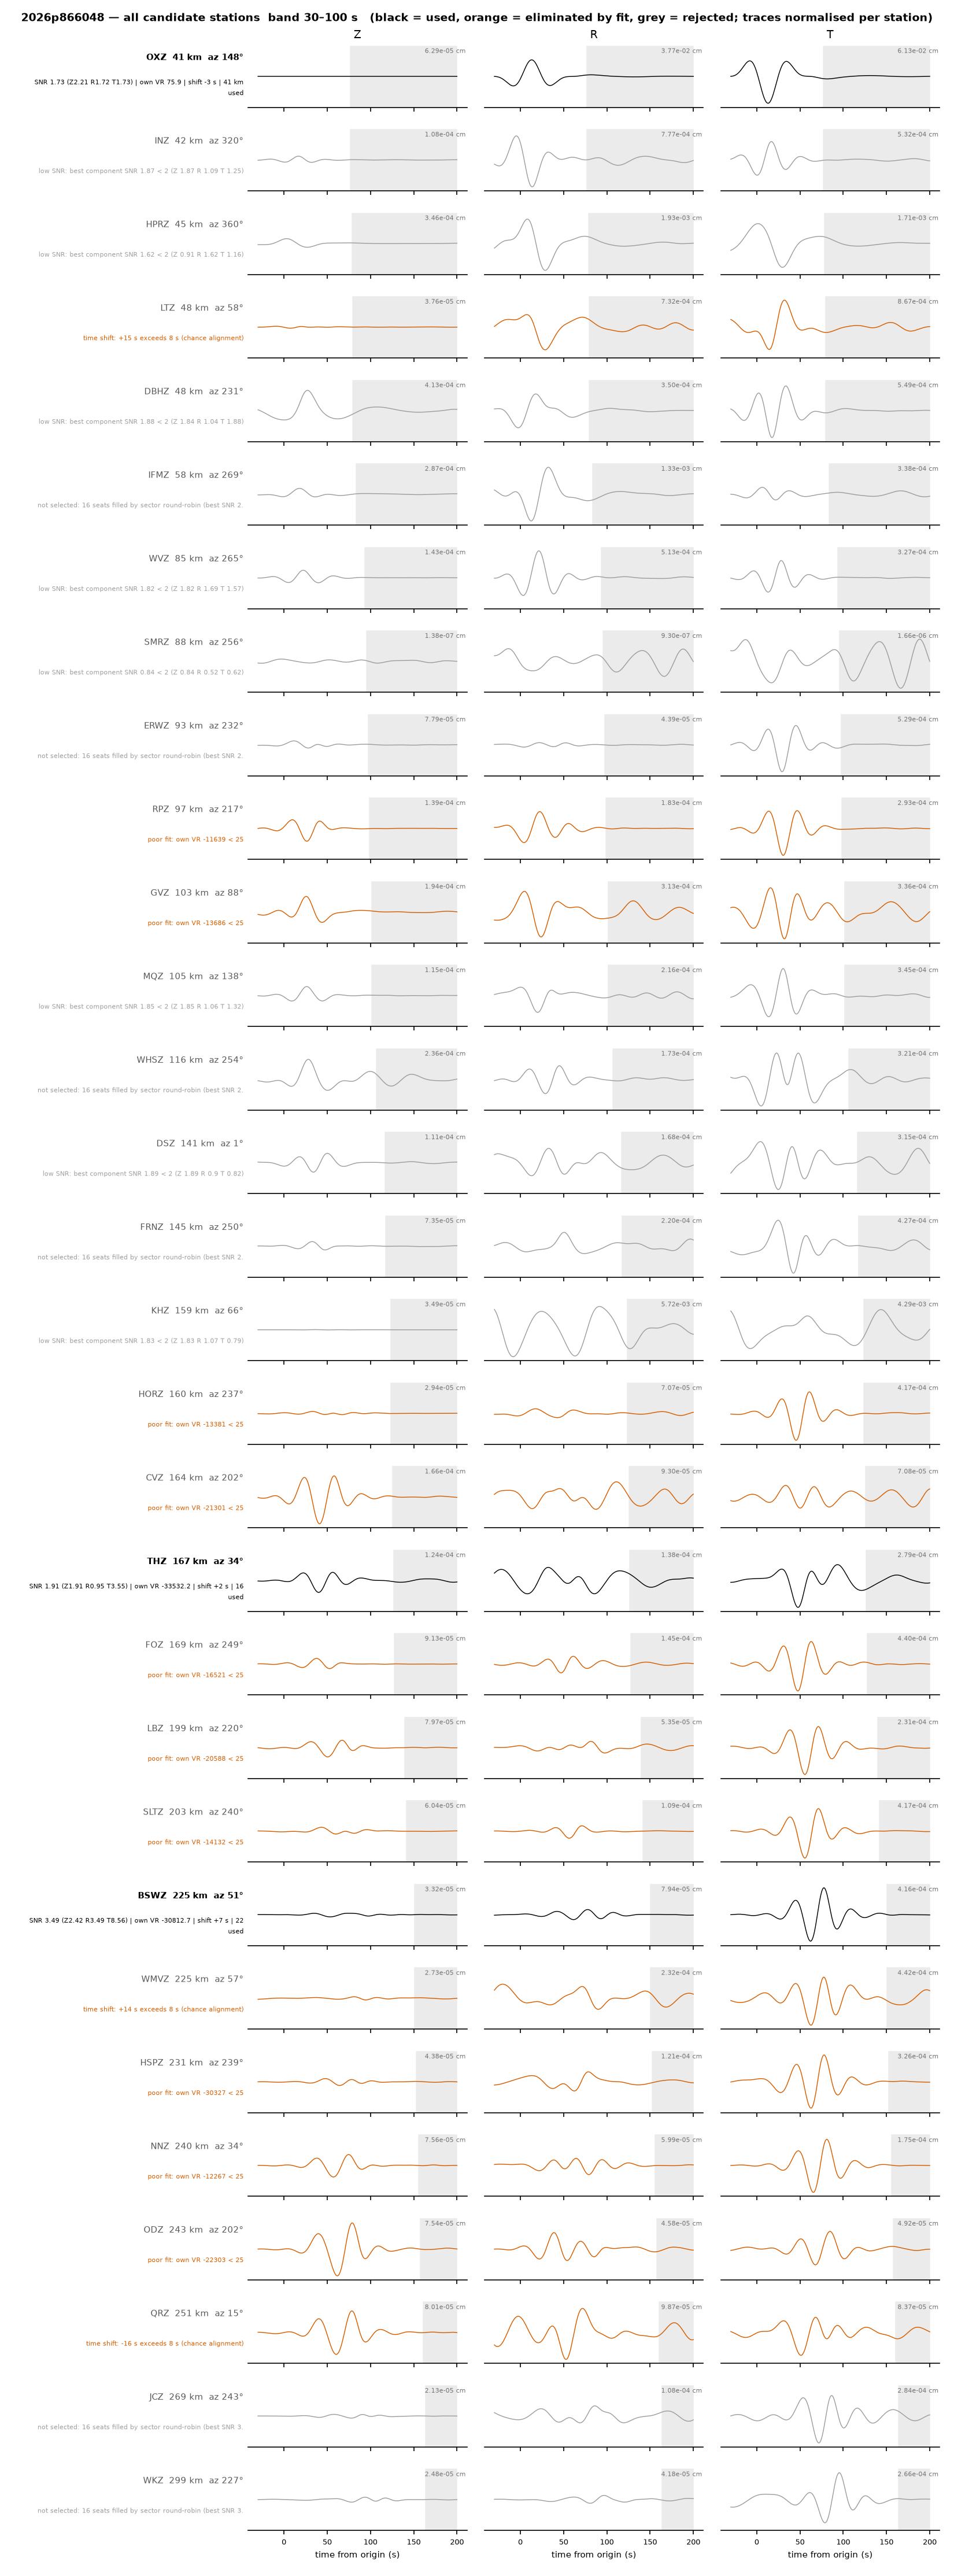 2026p866048 — all candidate stations  band 30–100 s   (black = used, orange = eliminated by fit, grey = rejected; traces normalised per station)
Z R T
OXZ  41 km  az 148°
6.29e-05 cm 3.77e-02 cm 6.13e-02 cm
SNR 1.73 (Z2.21 R1.72 T1.73) | own VR 75.9 | shift -3 s | 41 km
used
INZ  42 km  az 320°
1.08e-04 cm 7.77e-04 cm 5.32e-04 cm
low SNR: best component SNR 1.87 < 2 (Z 1.87 R 1.09 T 1.25)
HPRZ  45 km  az 360°
3.46e-04 cm 1.93e-03 cm 1.71e-03 cm
low SNR: best component SNR 1.62 < 2 (Z 0.91 R 1.62 T 1.16)
LTZ  48 km  az 58°
3.76e-05 cm 7.32e-04 cm 8.67e-04 cm
time shift: +15 s exceeds 8 s (chance alignment)
DBHZ  48 km  az 231°
4.13e-04 cm 3.50e-04 cm 5.49e-04 cm
low SNR: best component SNR 1.88 < 2 (Z 1.84 R 1.04 T 1.88)
IFMZ  58 km  az 269°
2.87e-04 cm 1.33e-03 cm 3.38e-04 cm
not selected: 16 seats filled by sector round-robin (best SNR 2.
WVZ  85 km  az 265°
1.43e-04 cm 5.13e-04 cm 3.27e-04 cm
low SNR: best component SNR 1.82 < 2 (Z 1.82 R 1.69 T 1.57)
SMRZ  88 km  az 256°
1.38e-07 cm 9.30e-07 cm 1.66e-06 cm
low SNR: best component SNR 0.84 < 2 (Z 0.84 R 0.52 T 0.62)
ERWZ  93 km  az 232°
7.79e-05 cm 4.39e-05 cm 5.29e-04 cm
not selected: 16 seats filled by sector round-robin (best SNR 2.
RPZ  97 km  az 217°
1.39e-04 cm 1.83e-04 cm 2.93e-04 cm
poor fit: own VR -11639 < 25
GVZ  103 km  az 88°
1.94e-04 cm 3.13e-04 cm 3.36e-04 cm
poor fit: own VR -13686 < 25
MQZ  105 km  az 138°
1.15e-04 cm 2.16e-04 cm 3.45e-04 cm
low SNR: best component SNR 1.85 < 2 (Z 1.85 R 1.06 T 1.32)
WHSZ  116 km  az 254°
2.36e-04 cm 1.73e-04 cm 3.21e-04 cm
not selected: 16 seats filled by sector round-robin (best SNR 2.
DSZ  141 km  az 1°
1.11e-04 cm 1.68e-04 cm 3.15e-04 cm
low SNR: best component SNR 1.89 < 2 (Z 1.89 R 0.9 T 0.82)
FRNZ  145 km  az 250°
7.35e-05 cm 2.20e-04 cm 4.27e-04 cm
not selected: 16 seats filled by sector round-robin (best SNR 2.
KHZ  159 km  az 66°
3.49e-05 cm 5.72e-03 cm 4.29e-03 cm
low SNR: best component SNR 1.83 < 2 (Z 1.83 R 1.07 T 0.79)
HORZ  160 km  az 237°
2.94e-05 cm 7.07e-05 cm 4.17e-04 cm
poor fit: own VR -13381 < 25
CVZ  164 km  az 202°
1.66e-04 cm 9.30e-05 cm 7.08e-05 cm
poor fit: own VR -21301 < 25
THZ  167 km  az 34°
1.24e-04 cm 1.38e-04 cm 2.79e-04 cm
SNR 1.91 (Z1.91 R0.95 T3.55) | own VR -33532.2 | shift +2 s | 16
used
FOZ  169 km  az 249°
9.13e-05 cm 1.45e-04 cm 4.40e-04 cm
poor fit: own VR -16521 < 25
LBZ  199 km  az 220°
7.97e-05 cm 5.35e-05 cm 2.31e-04 cm
poor fit: own VR -20588 < 25
SLTZ  203 km  az 240°
6.04e-05 cm 1.09e-04 cm 4.17e-04 cm
poor fit: own VR -14132 < 25
BSWZ  225 km  az 51°
3.32e-05 cm 7.94e-05 cm 4.16e-04 cm
SNR 3.49 (Z2.42 R3.49 T8.56) | own VR -30812.7 | shift +7 s | 22
used
WMVZ  225 km  az 57°
2.73e-05 cm 2.32e-04 cm 4.42e-04 cm
time shift: +14 s exceeds 8 s (chance alignment)
HSPZ  231 km  az 239°
4.38e-05 cm 1.21e-04 cm 3.26e-04 cm
poor fit: own VR -30327 < 25
NNZ  240 km  az 34°
7.56e-05 cm 5.99e-05 cm 1.75e-04 cm
poor fit: own VR -12267 < 25
ODZ  243 km  az 202°
7.54e-05 cm 4.58e-05 cm 4.92e-05 cm
poor fit: own VR -22303 < 25
QRZ  251 km  az 15°
8.01e-05 cm 9.87e-05 cm 8.37e-05 cm
time shift: -16 s exceeds 8 s (chance alignment)
JCZ  269 km  az 243°
2.13e-05 cm 1.08e-04 cm 2.84e-04 cm
not selected: 16 seats filled by sector round-robin (best SNR 3.
WKZ  299 km  az 227°
2.48e-05 cm 4.18e-05 cm 2.66e-04 cm
not selected: 16 seats filled by sector round-robin (best SNR 3.
0 50 100 150 200 0 50 100 150 200 0 50 100 150 200
time from origin (s) time from origin (s) time from origin (s)